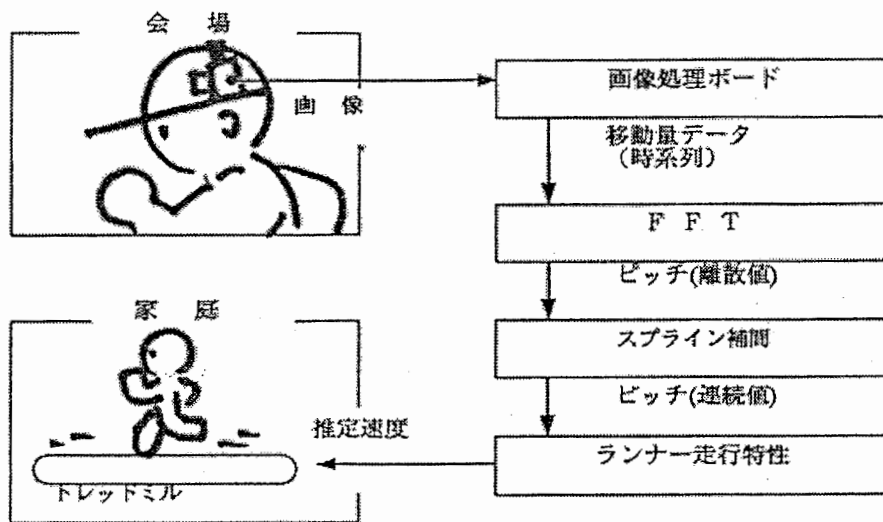 会 場
画像処理ボード
画 像
移動量データ
(時系列)
F F T
ピッチ(離散値)
家 庭
スプライン補間
ピッチ(連続値)
推定速度
ランナー走行特性
トレッドミル